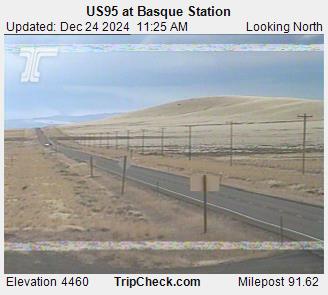 US95 at Basque Station
Updated: Dec 24 2024 11:25 AM Looking North
Elevation 4460 TripCheck.com Milepost 91.62